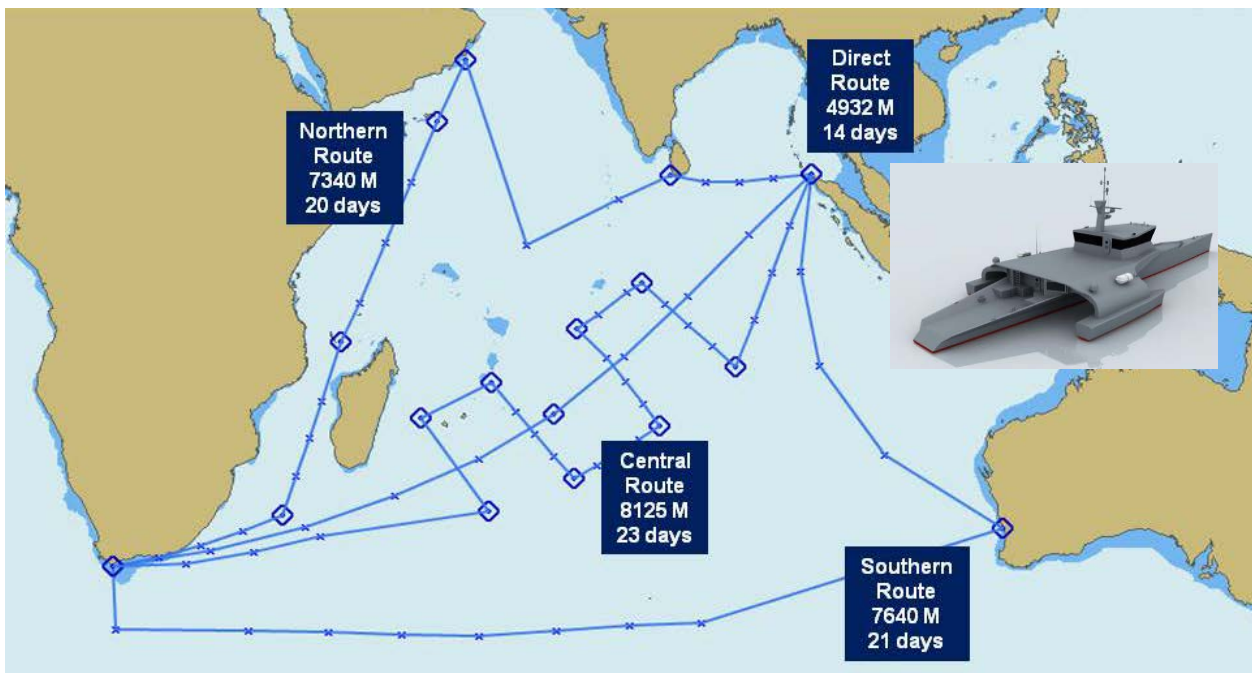 Direct
Route
4932 M
14 days
Northern
Route
7340 M
20 days
Central
Route
8125 M
23 days
Southern
Route
7640 M
21 days